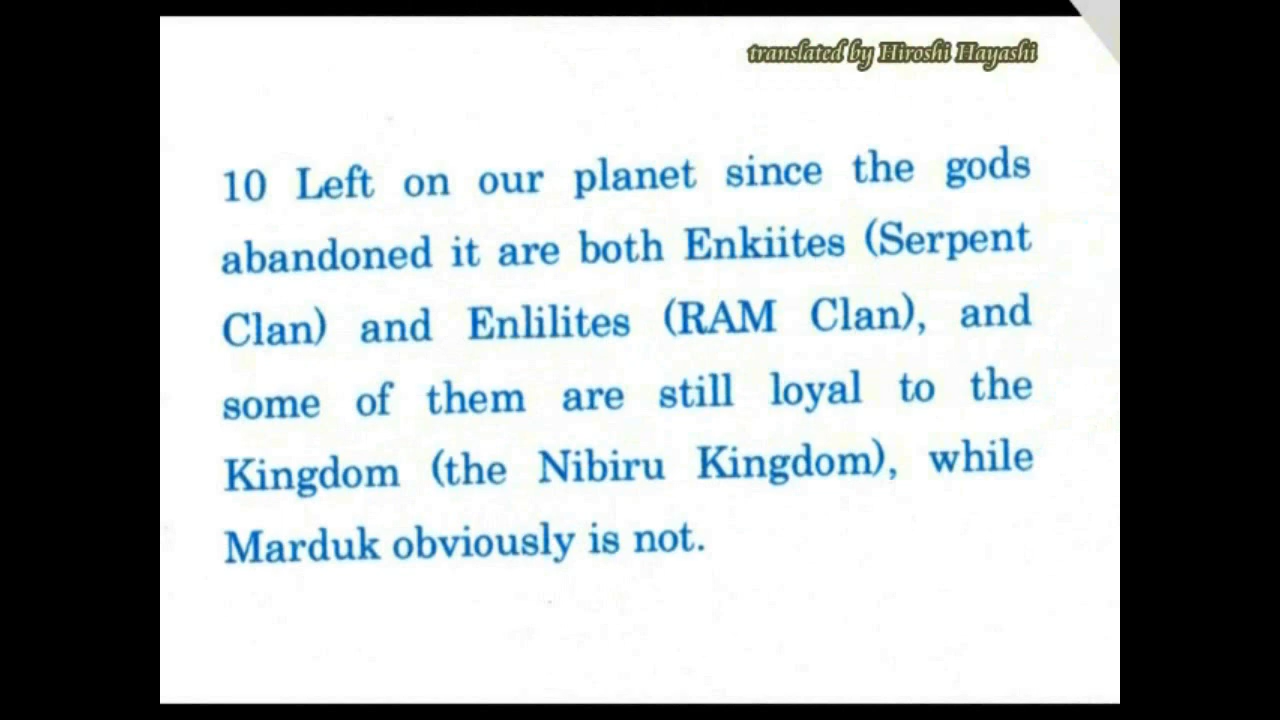 translated by Hiroshi Hayashi
10 Left on our planet since the gods
abandoned it are both Enkiites (Serpent
Clan) and Enlilites (RAM Clan), and
some of them are still loyal to the
Kingdom (the Nibiru Kingdom), while
Marduk obviously is not.